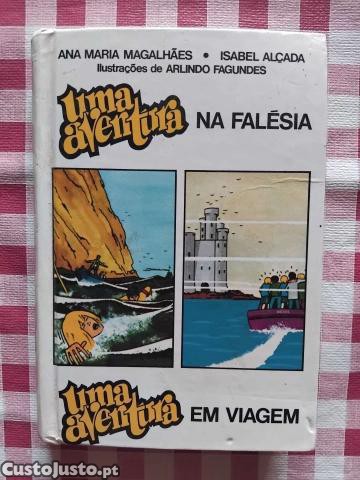 ANA MARIA MAGALHÃES • ISABEL ALÇADA
Ilustrações de ARLINDO FAGUNDES
uma
aventura NA FALÉSIA
uma
aventura EM VIAGEM
CustoJusto.pt